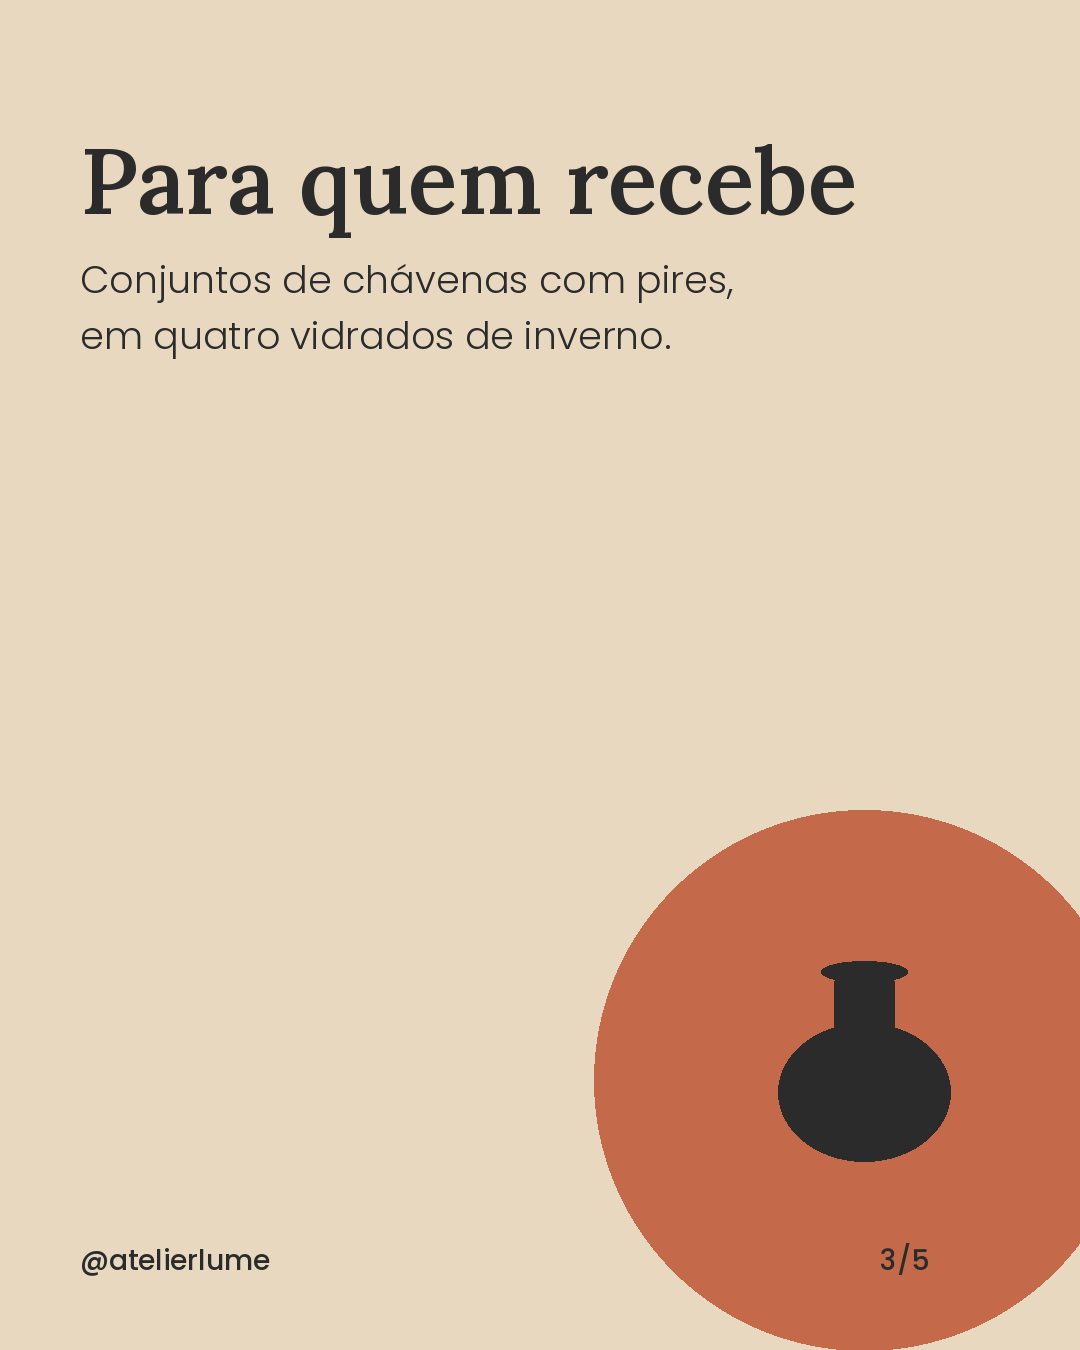 Para quem recebe
Conjuntos de chávenas com pires,
em quatro vidrados de inverno.
@atelierlume
3/5